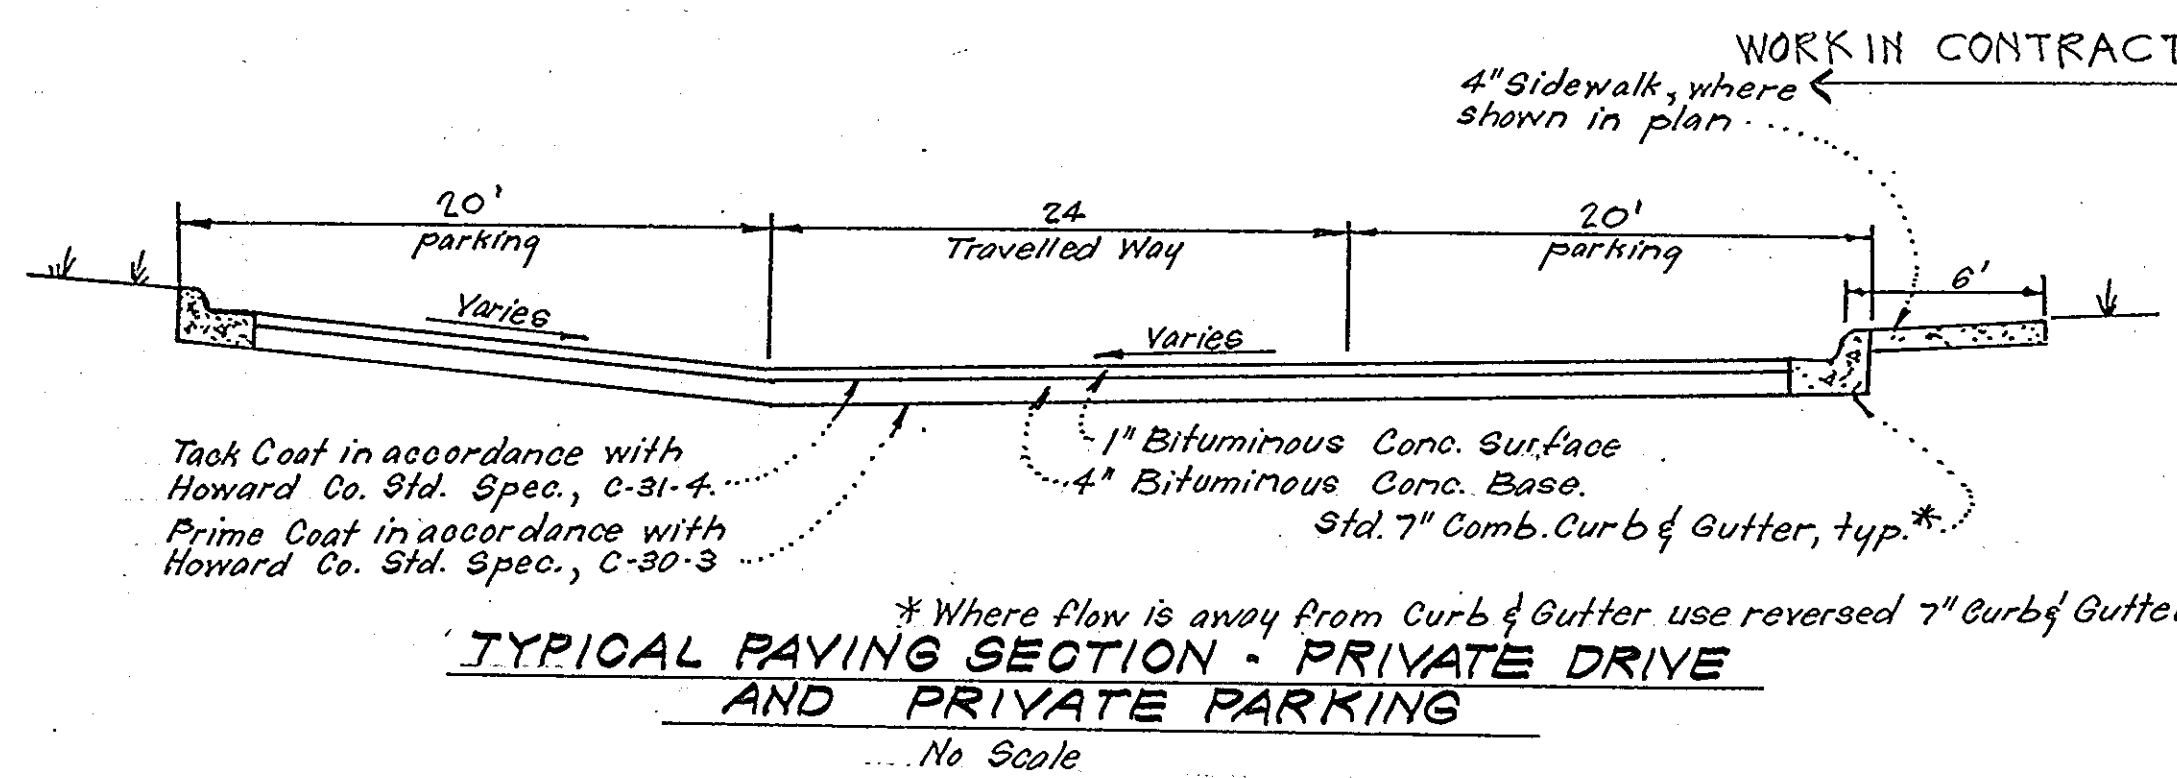 WORK IN CONTRACT
4" Sidewalk, where
shown in plan
20'
parking
24
Travelled Way
20'
parking
6'
Varies
Varies
Tack Coat in accordance with
Howard Co. Std. Spec., C-31-4.
Prime Coat in accordance with
Howard Co. Std. Spec., C-30-3
1" Bituminous Conc. Surface
4" Bituminous Conc. Base.
Std. 7" Comb. Curb & Gutter, typ.*
* Where flow is away from Curb & Gutter use reversed 7" Curb & Gutte
TYPICAL PAVING SECTION - PRIVATE DRIVE
AND PRIVATE PARKING
No Scale